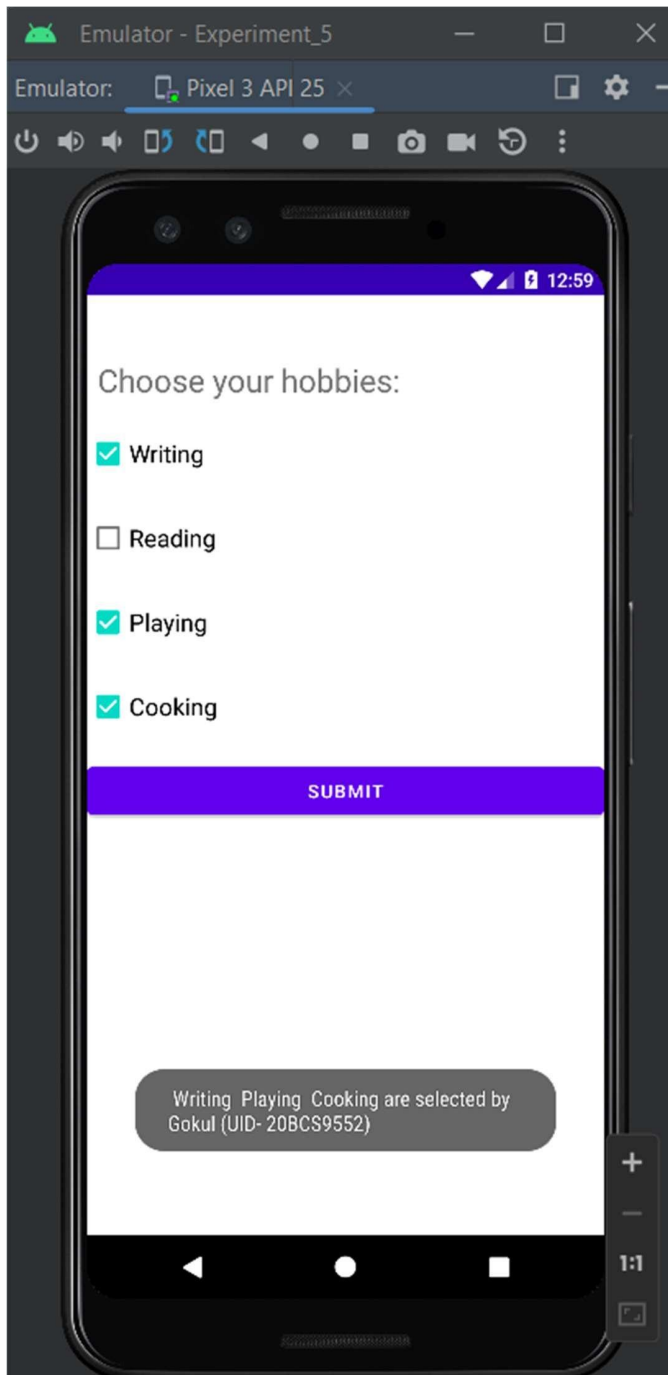 Emulator - Experiment_5
Emulator: Pixel 3 API 25
12:59
Choose your hobbies:
Writing
Reading
Playing
Cooking
SUBMIT
Writing Playing Cooking are selected by
Gokul (UID- 20BCS9552)
1:1